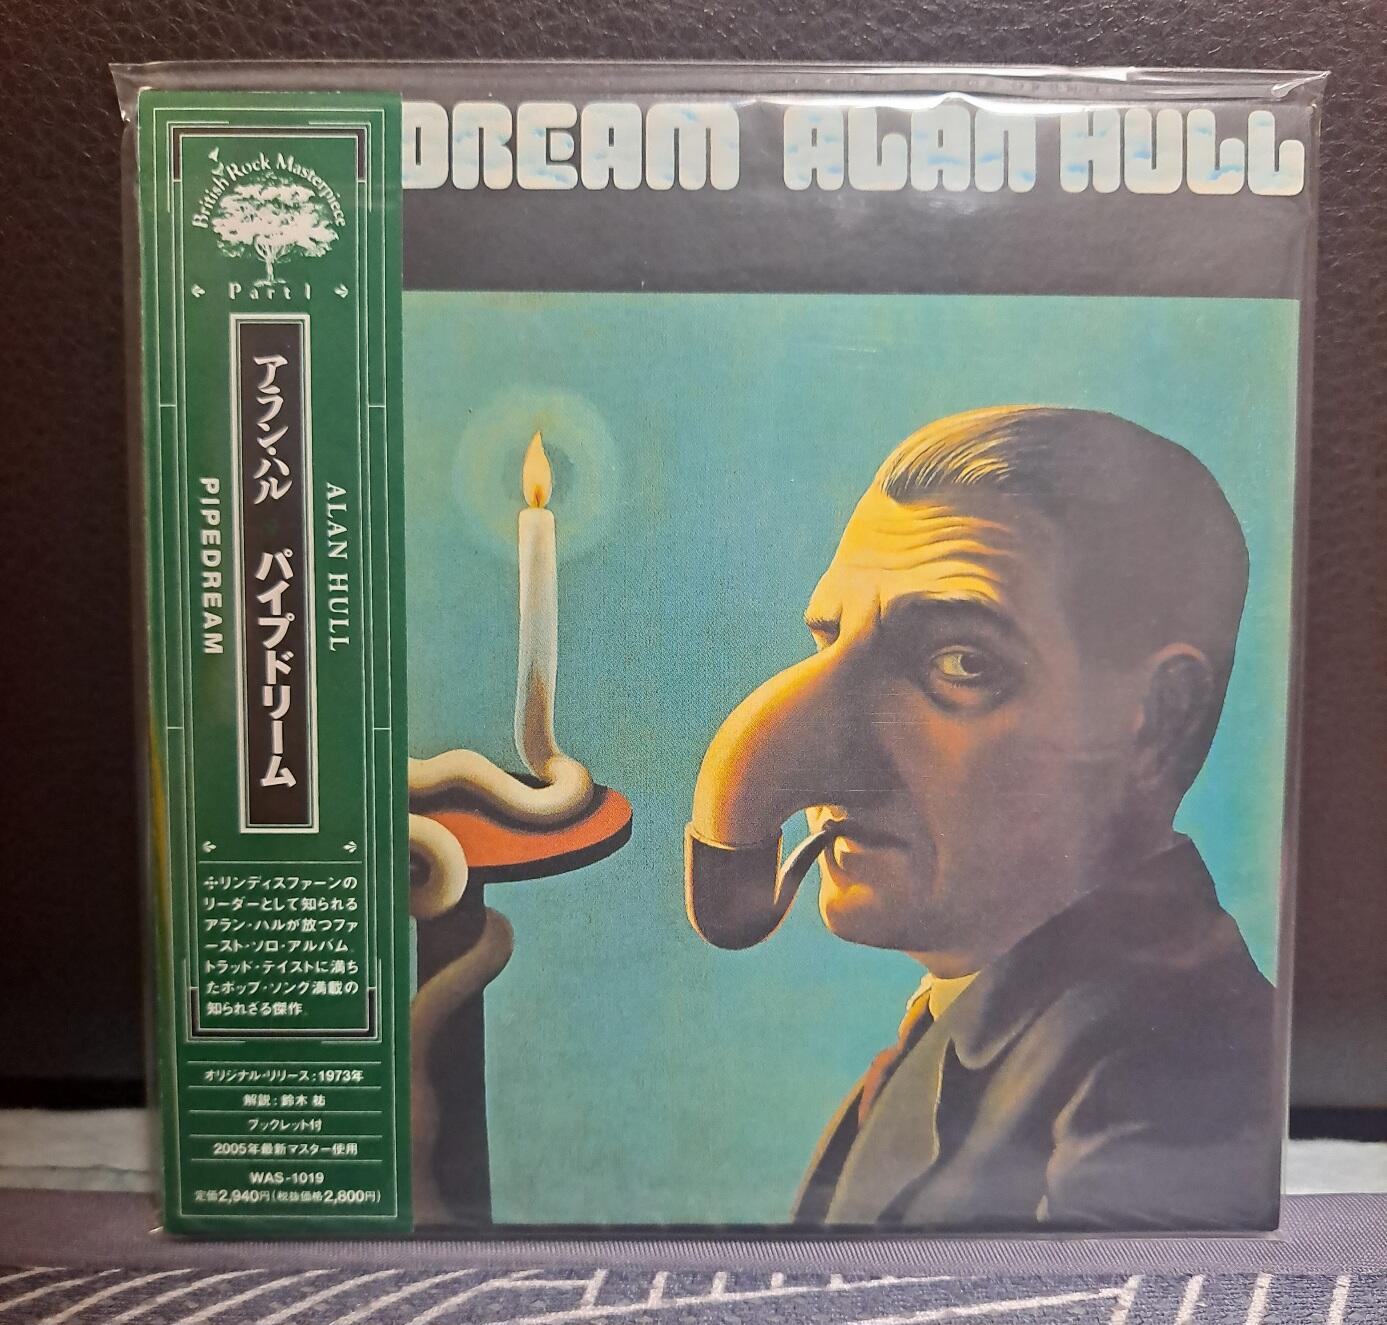 DREAM ALAN HULL
British Rock Masterpiece
Part 1
アラン・ハル パイプドリーム
ALAN HULL
PIPEDREAM
リンディスファーンの
リーダーとして知られる
アラン・ハルが放つファ
ースト・ソロ・アルバム。
トラッド・テイストに満ち
たポップ・ソング満載の
知られざる傑作。
オリジナル・リリース：1973年
解説：鈴木 祐
ブックレット付
2005年最新マスター使用
WAS-1019
定価2,940円(税抜価格2,800円)